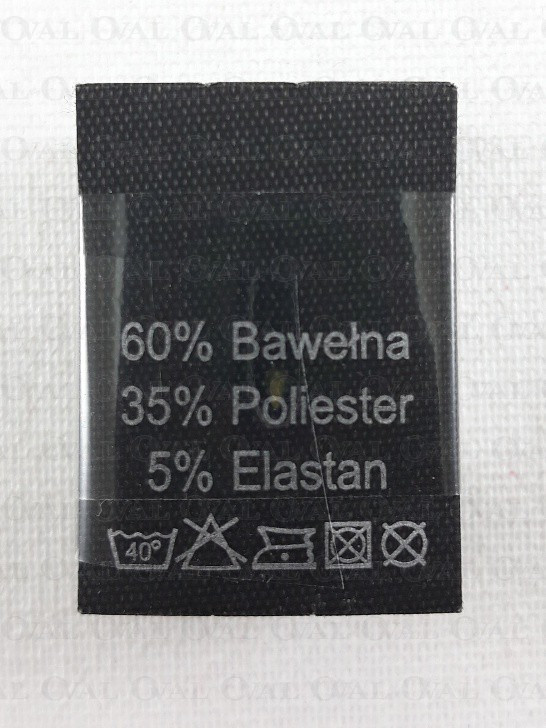 60% Bawełna
35% Poliester
5% Elastan
40°